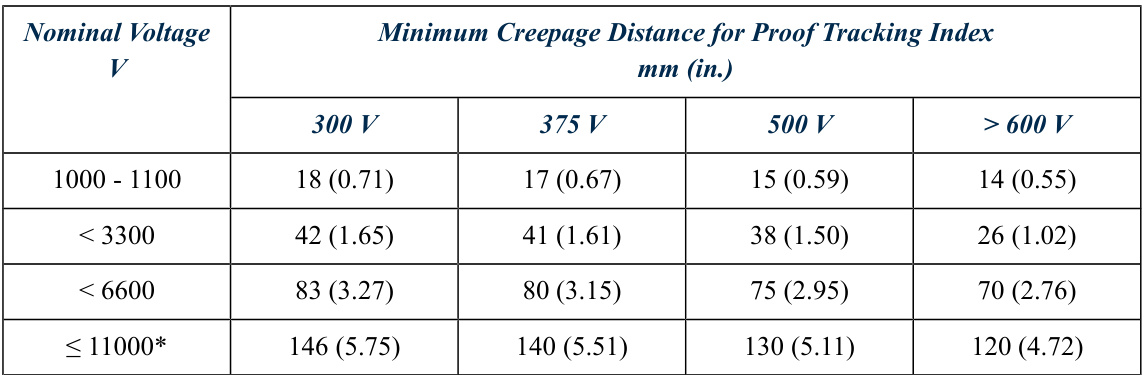 Nominal Voltage Minimum Creepage Distance for Proof Tracking Index
V mm (in.)
300 V 375 V 500 V > 600 V
1000 - 1100 18 (0.71) 17 (0.67) 15 (0.59) 14 (0.55)
< 3300 42 (1.65) 41 (1.61) 38 (1.50) 26 (1.02)
< 6600 83 (3.27) 80 (3.15) 75 (2.95) 70 (2.76)
≤ 11000* 146 (5.75) 140 (5.51) 130 (5.11) 120 (4.72)